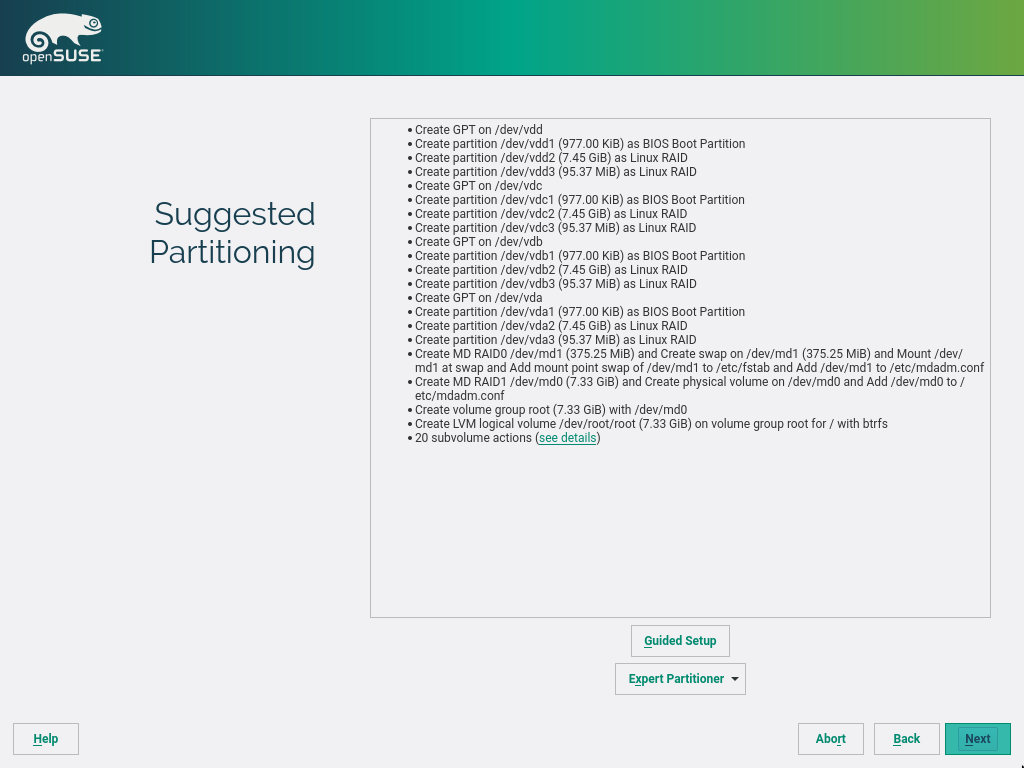 openSUSE
Suggested
Partitioning
• Create GPT on /dev/vdd
• Create partition /dev/vdd1 (977.00 KiB) as BIOS Boot Partition
• Create partition /dev/vdd2 (7.45 GiB) as Linux RAID
• Create partition /dev/vdd3 (95.37 MiB) as Linux RAID
• Create GPT on /dev/vdc
• Create partition /dev/vdc1 (977.00 KiB) as BIOS Boot Partition
• Create partition /dev/vdc2 (7.45 GiB) as Linux RAID
• Create partition /dev/vdc3 (95.37 MiB) as Linux RAID
• Create GPT on /dev/vdb
• Create partition /dev/vdb1 (977.00 KiB) as BIOS Boot Partition
• Create partition /dev/vdb2 (7.45 GiB) as Linux RAID
• Create partition /dev/vdb3 (95.37 MiB) as Linux RAID
• Create GPT on /dev/vda
• Create partition /dev/vda1 (977.00 KiB) as BIOS Boot Partition
• Create partition /dev/vda2 (7.45 GiB) as Linux RAID
• Create partition /dev/vda3 (95.37 MiB) as Linux RAID
• Create MD RAID0 /dev/md1 (375.25 MiB) and Create swap on /dev/md1 (375.25 MiB) and Mount /dev/
md1 at swap and Add mount point swap of /dev/md1 to /etc/fstab and Add /dev/md1 to /etc/mdadm.conf
• Create MD RAID1 /dev/md0 (7.33 GiB) and Create physical volume on /dev/md0 and Add /dev/md0 to /
etc/mdadm.conf
• Create volume group root (7.33 GiB) with /dev/md0
• Create LVM logical volume /dev/root/root (7.33 GiB) on volume group root for / with btrfs
• 20 subvolume actions (see details)
Guided Setup
Expert Partitioner
Help
Abort
Back
Next